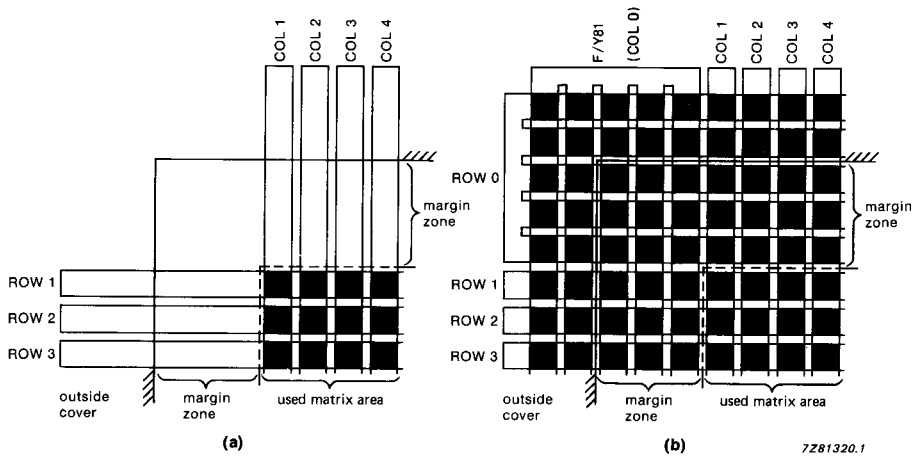 COL 1
COL 2
COL 3
COL 4
margin
zone
ROW 1
ROW 2
ROW 3
outside
cover
margin
zone
used matrix area
(a)
F/Y81
(COL 0)
COL 1
COL 2
COL 3
COL 4
ROW 0
margin
zone
ROW 1
ROW 2
ROW 3
outside
cover
margin
zone
used matrix area
(b)
7Z81320.1